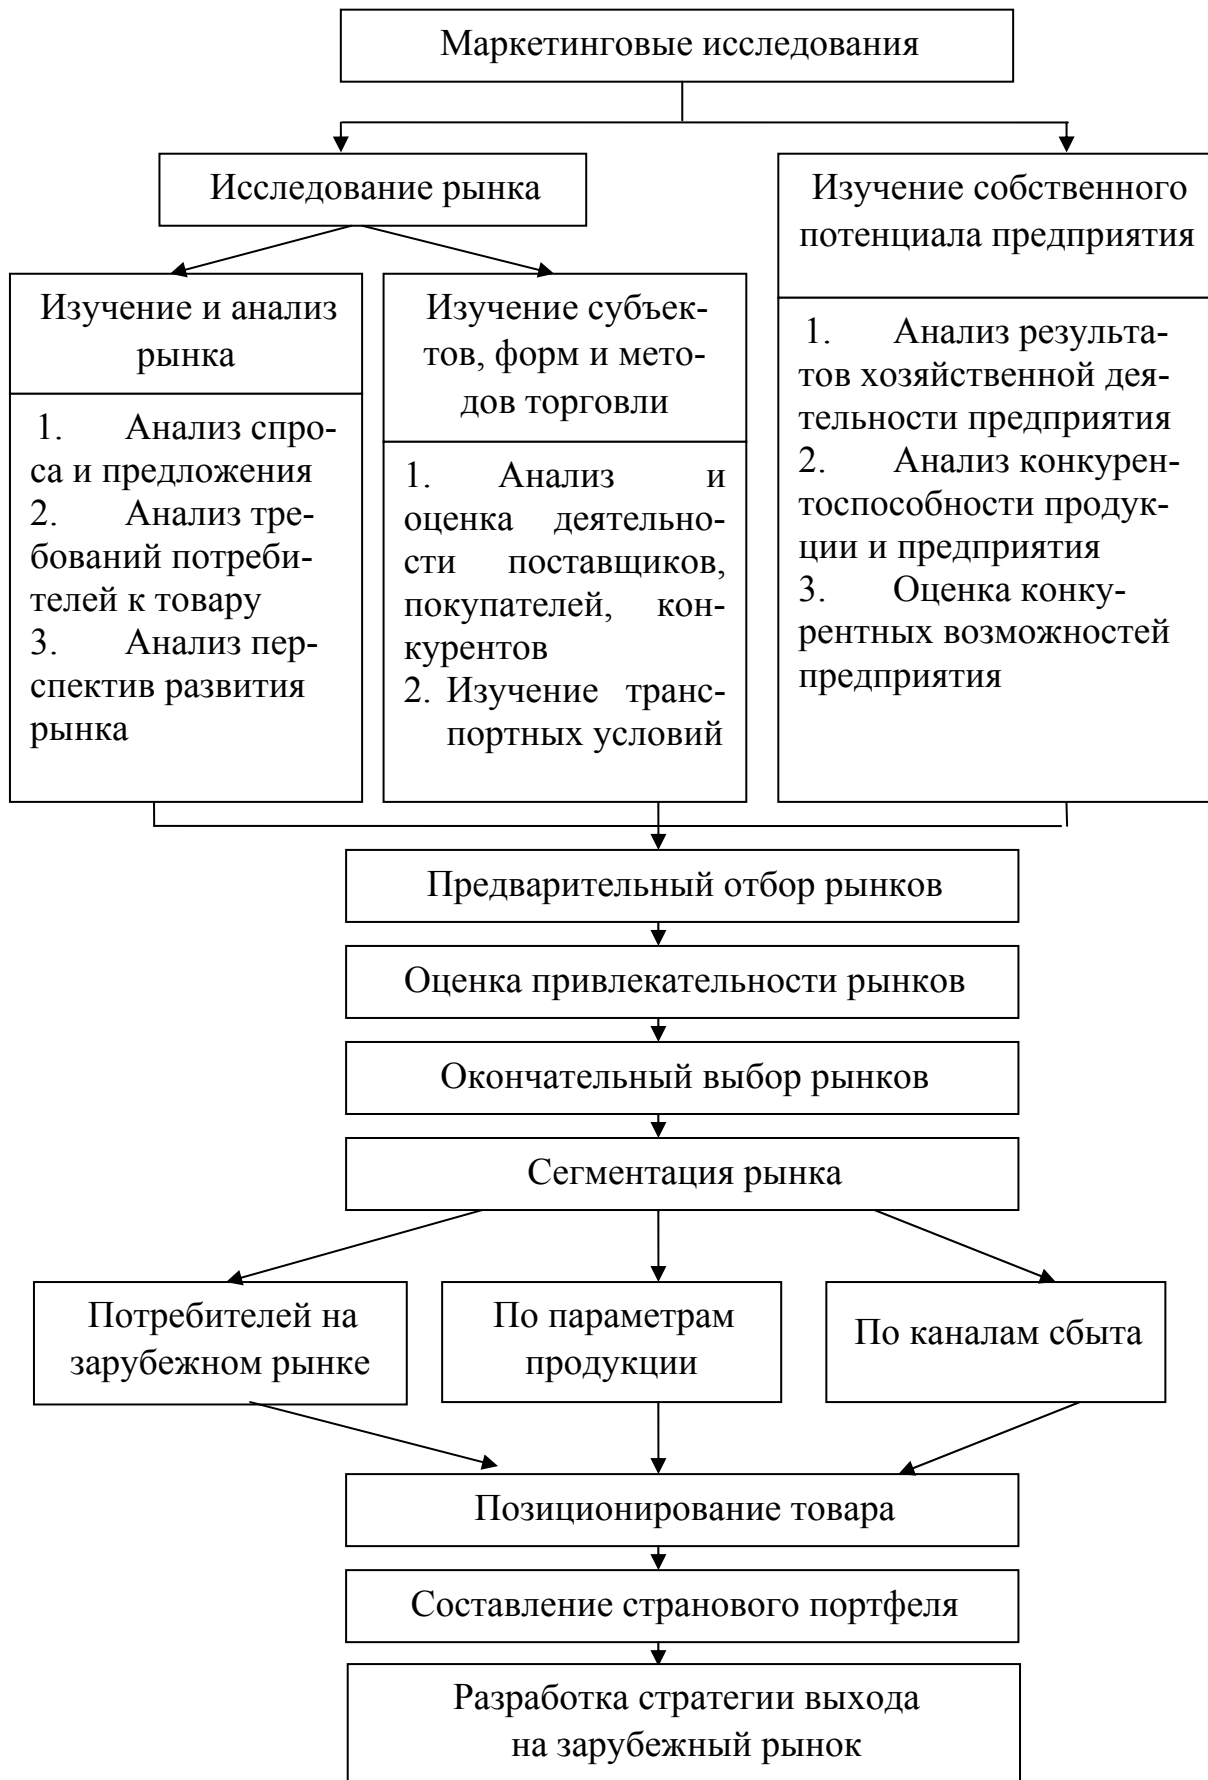 Маркетинговые исследования
Исследование рынка
Изучение собственного
потенциала предприятия
Изучение и анализ
рынка
1. Анализ спро-
са и предложения
2. Анализ тре-
бований потреби-
телей к товару
3. Анализ пер-
спектив развития
рынка
Изучение субъек-
тов, форм и мето-
дов торговли
1. Анализ и
оценка деятельно-
сти поставщиков,
покупателей, кон-
курентов
2. Изучение транс-
портных условий
1. Анализ результа-
тов хозяйственной дея-
тельности предприятия
2. Анализ конкурен-
тоспособности продук-
ции и предприятия
3. Оценка конку-
рентных возможностей
предприятия
Предварительный отбор рынков
Оценка привлекательности рынков
Окончательный выбор рынков
Сегментация рынка
Потребителей на
зарубежном рынке
По параметрам
продукции
По каналам сбыта
Позиционирование товара
Составление странового портфеля
Разработка стратегии выхода
на зарубежный рынок